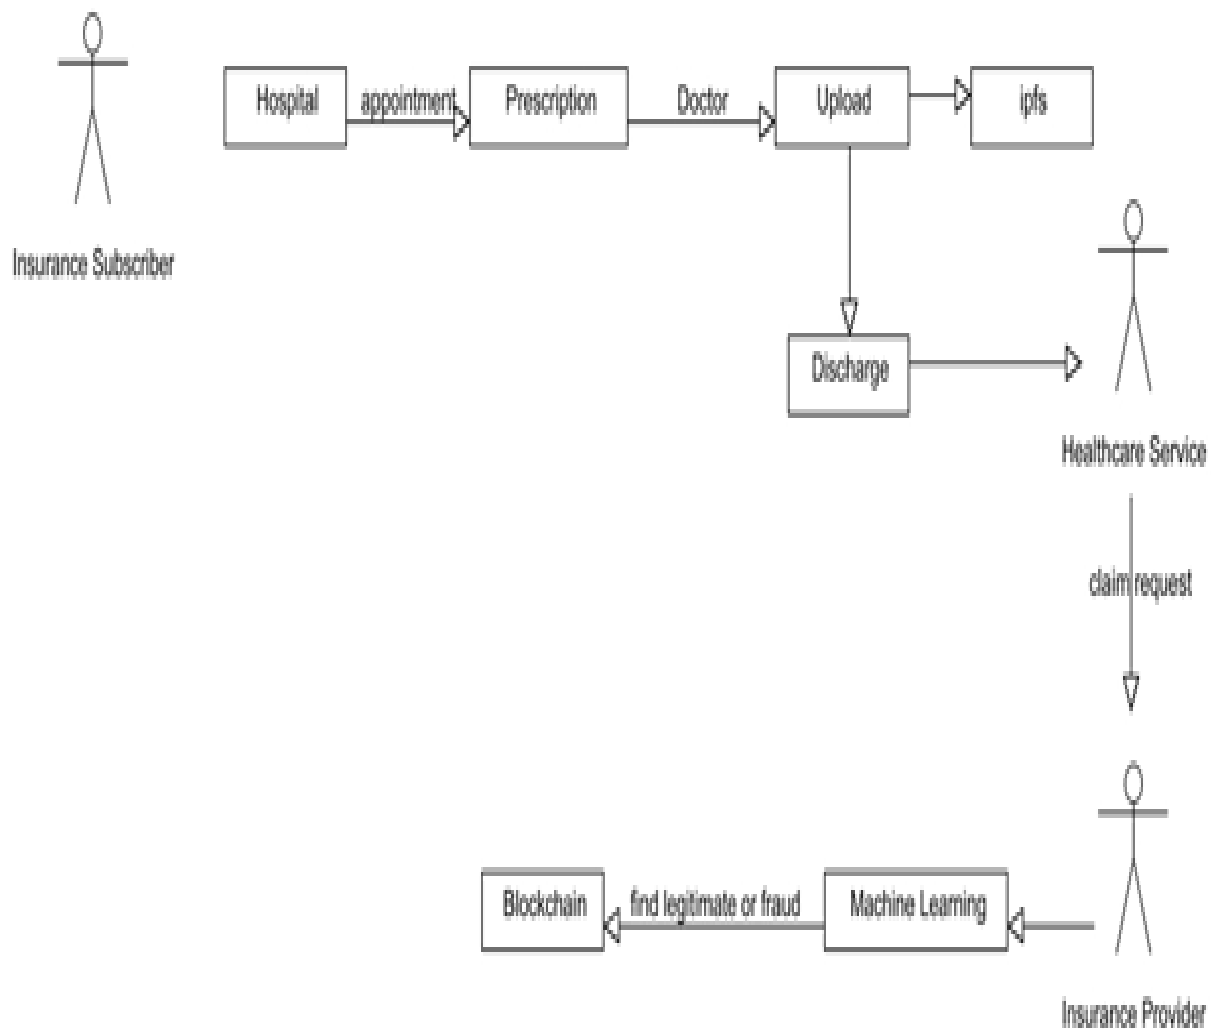 Hospital
appointment
Prescription
Doctor
Upload
ipfs
Insurance Subscriber
Discharge
Healthcare Service
claim request
Blockchain
find legitimate or fraud
Machine Learning
Insurance Provider